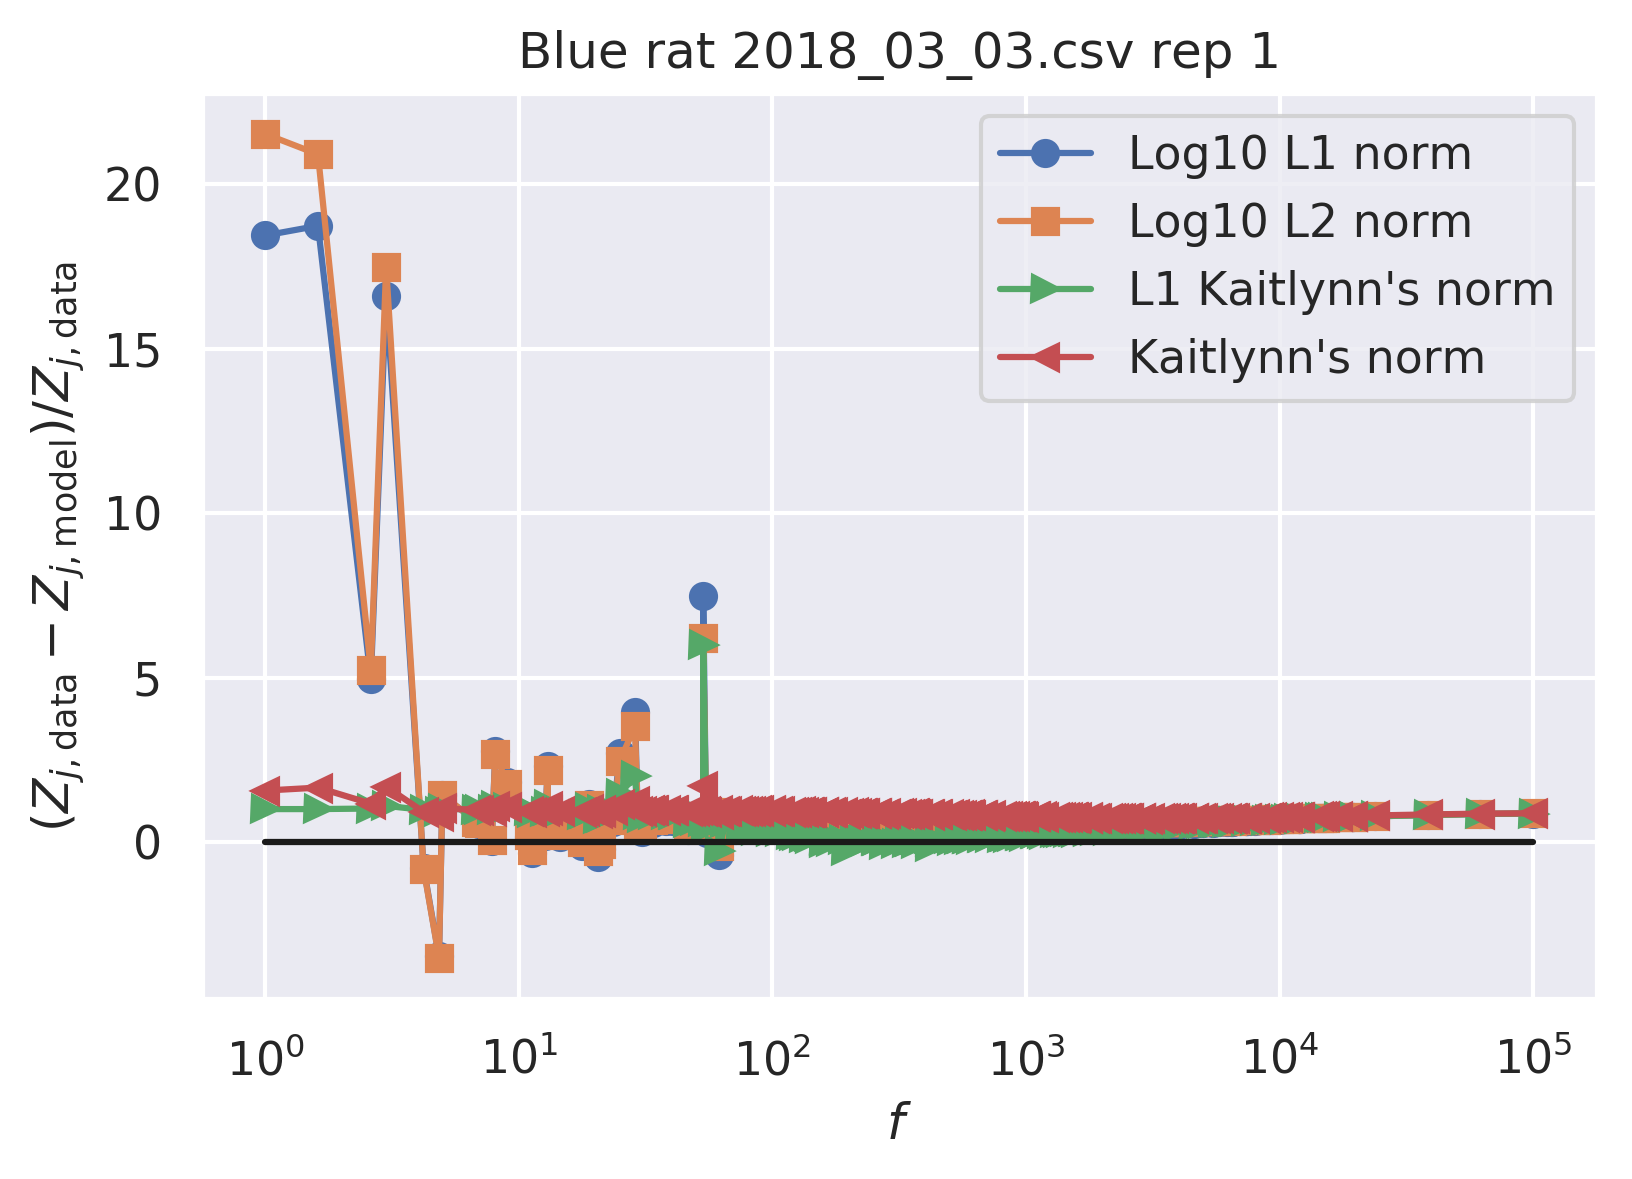 Blue rat 2018_03_03.csv rep 1
Log10 L1 norm
Log10 L2 norm
L1 Kaitlynn's norm
Kaitlynn's norm
(Z_{j, data} − Z_{j, model})/Z_{j, data}
20
15
10
5
0
10^0 10^1 10^2 10^3 10^4 10^5
f